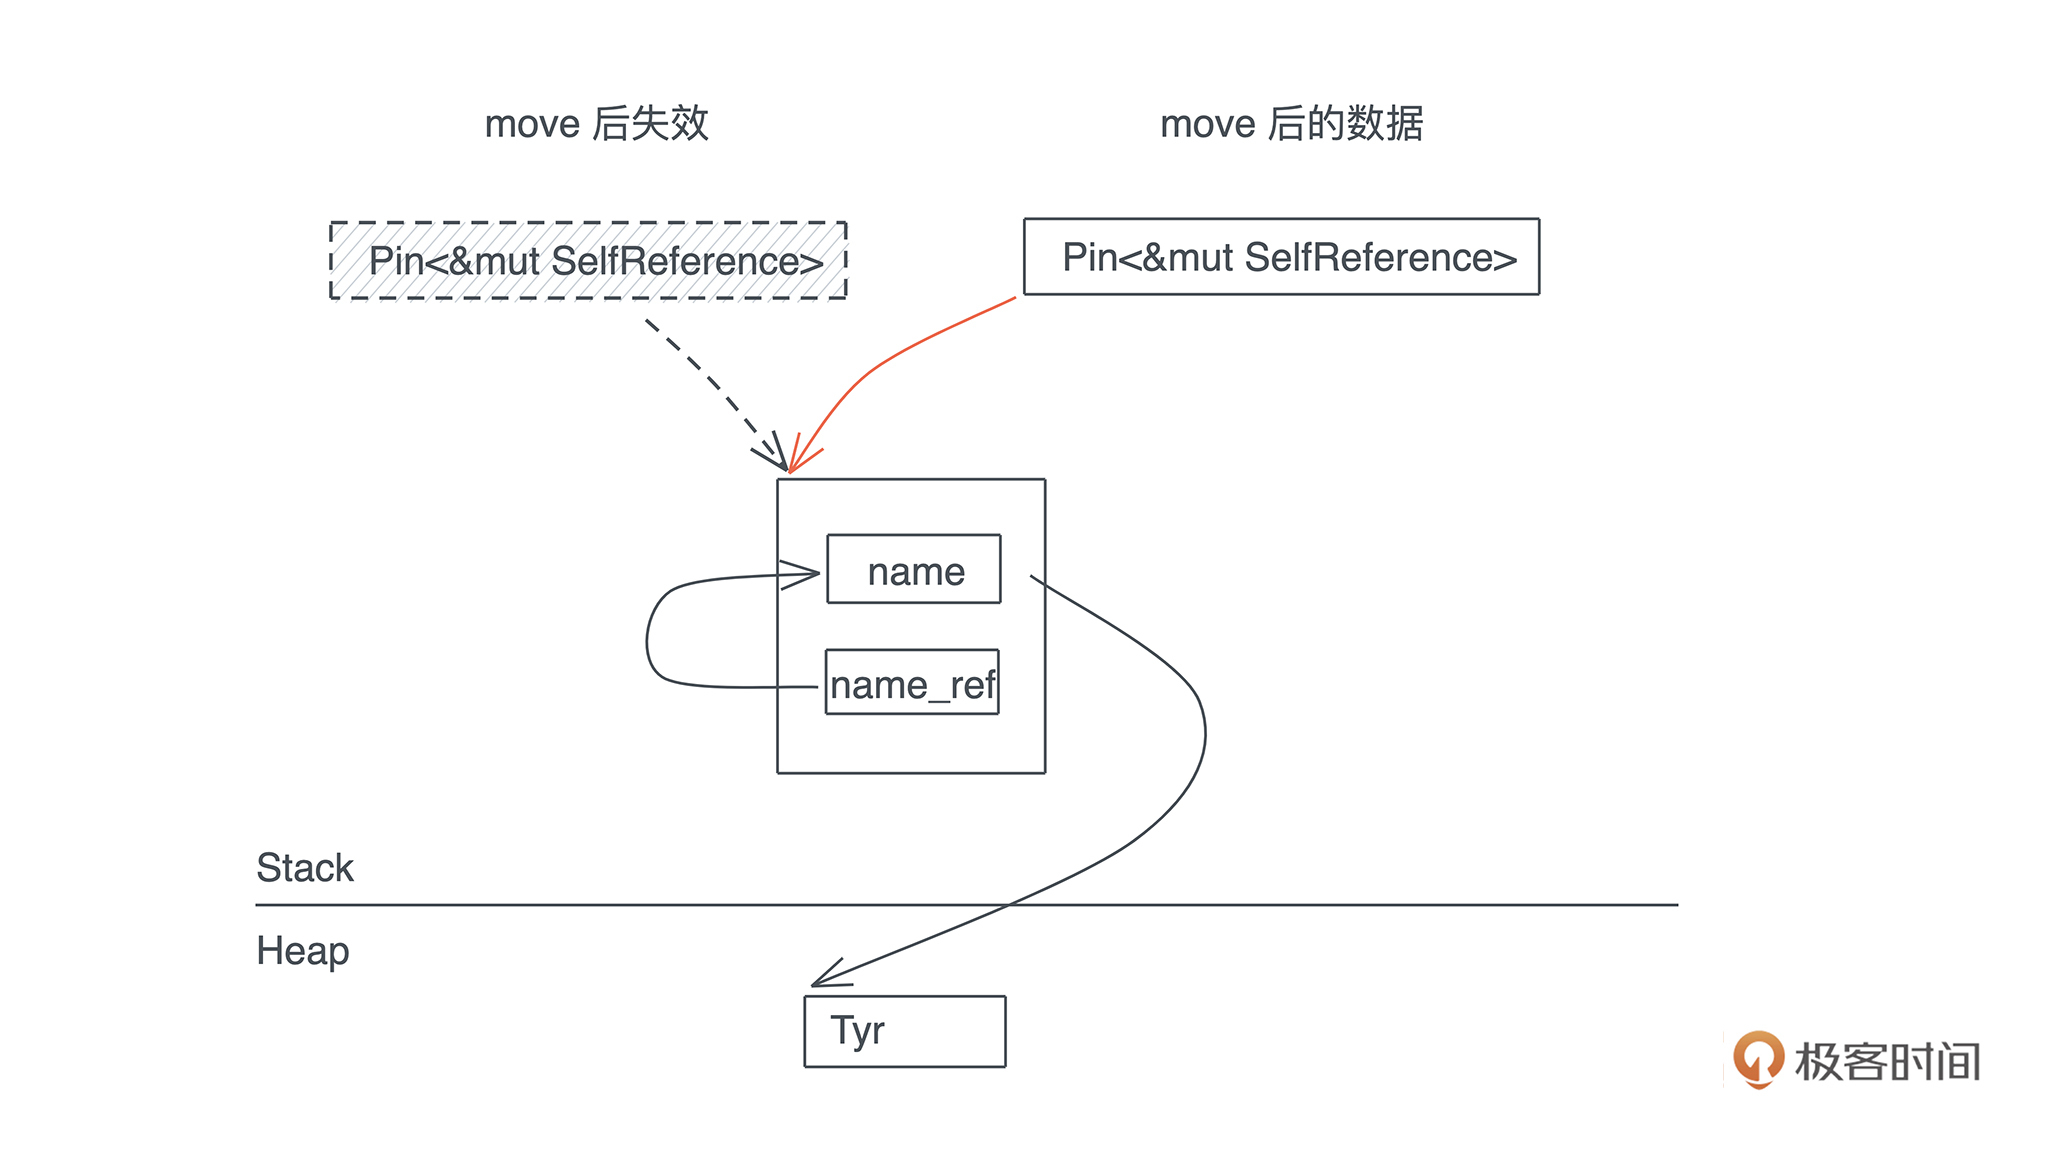 move 后失效
move 后的数据
Pin<&mut SelfReference>
Pin<&mut SelfReference>
name
name_ref
Stack
Heap
Tyr
极客时间